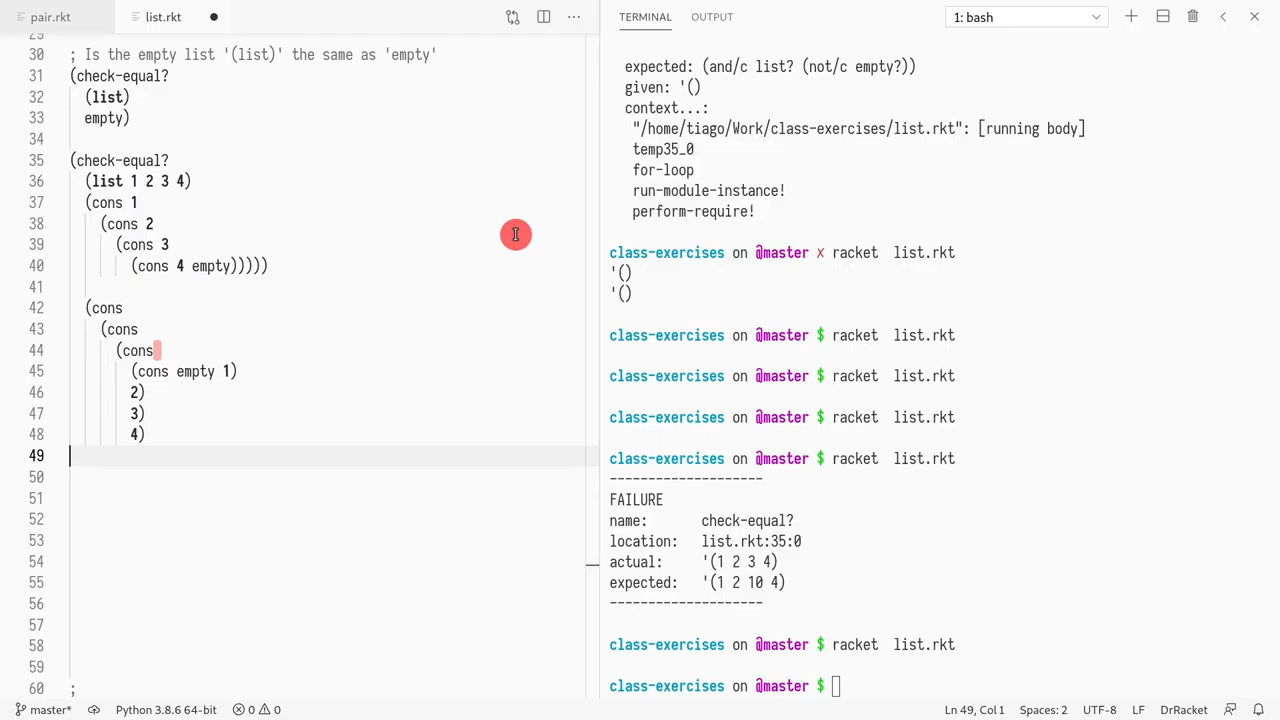 pair.rkt
list.rkt
29
30 ; Is the empty list '(list)' the same as 'empty'
31 (check-equal?
32   (list)
33   empty)
34
35 (check-equal?
36   (list 1 2 3 4)
37   (cons 1
38     (cons 2
39       (cons 3
40         (cons 4 empty)))))
41
42   (cons
43     (cons
44       (cons
45         (cons empty 1)
46         2)
47         3)
48         4)
49
50
51
52
53
54
55
56
57
58
59
60 ;
TERMINAL OUTPUT
1: bash
expected: (and/c list? (not/c empty?))
given: '()
context...:
"/home/tiago/Work/class-exercises/list.rkt": [running body]
temp35_0
for-loop
run-module-instance!
perform-require!
class-exercises on @master x racket  list.rkt
'()
'()
class-exercises on @master $ racket  list.rkt
class-exercises on @master $ racket  list.rkt
class-exercises on @master $ racket  list.rkt
class-exercises on @master $ racket  list.rkt
--------------------
FAILURE
name:       check-equal?
location:   list.rkt:35:0
actual:     '(1 2 3 4)
expected:   '(1 2 10 4)
--------------------
class-exercises on @master $ racket  list.rkt
class-exercises on @master $
master* Python 3.8.6 64-bit 0 0 Ln 49, Col 1 Spaces: 2 UTF-8 LF DrRacket